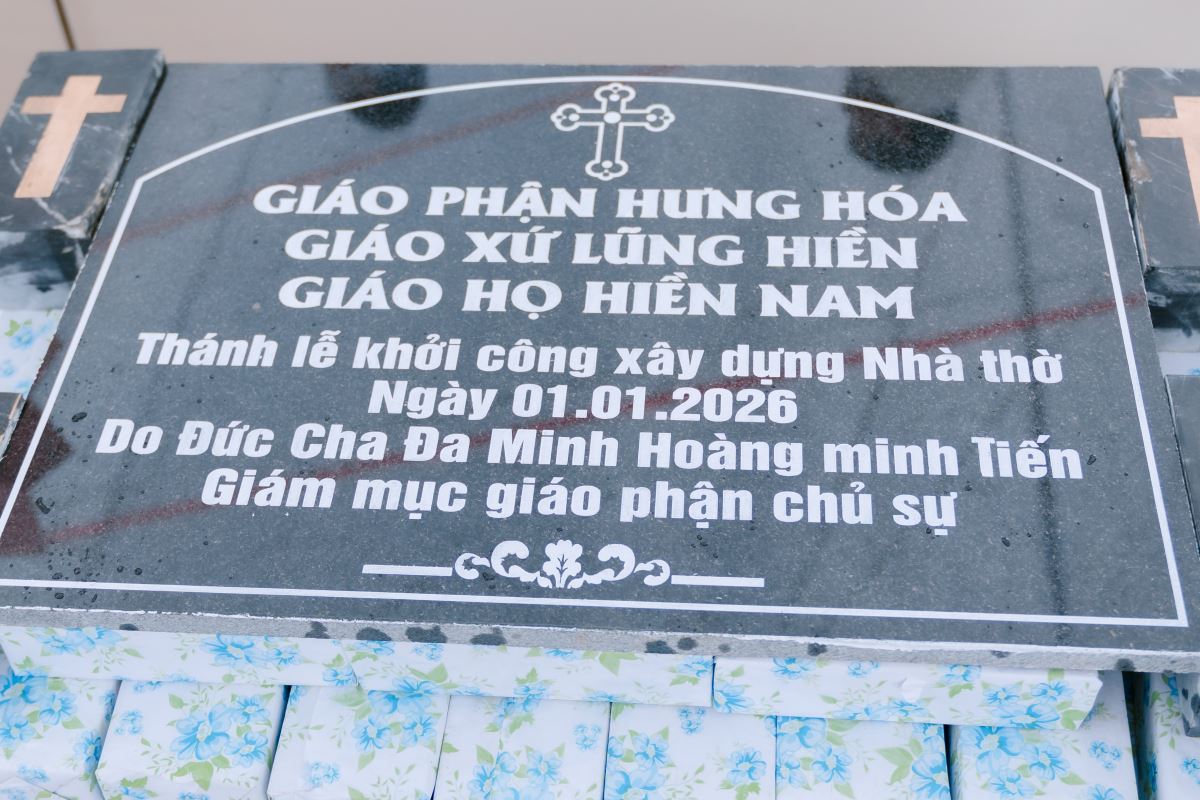 GIÁO PHẬN HƯNG HÓA
GIÁO XỨ LŨNG HIỀN
GIÁO HỌ HIỀN NAM
Thánh lễ khởi công xây dựng Nhà thờ
Ngày 01.01.2026
Do Đức Cha Đa Minh Hoàng minh Tiến
Giám mục giáo phận chủ sự